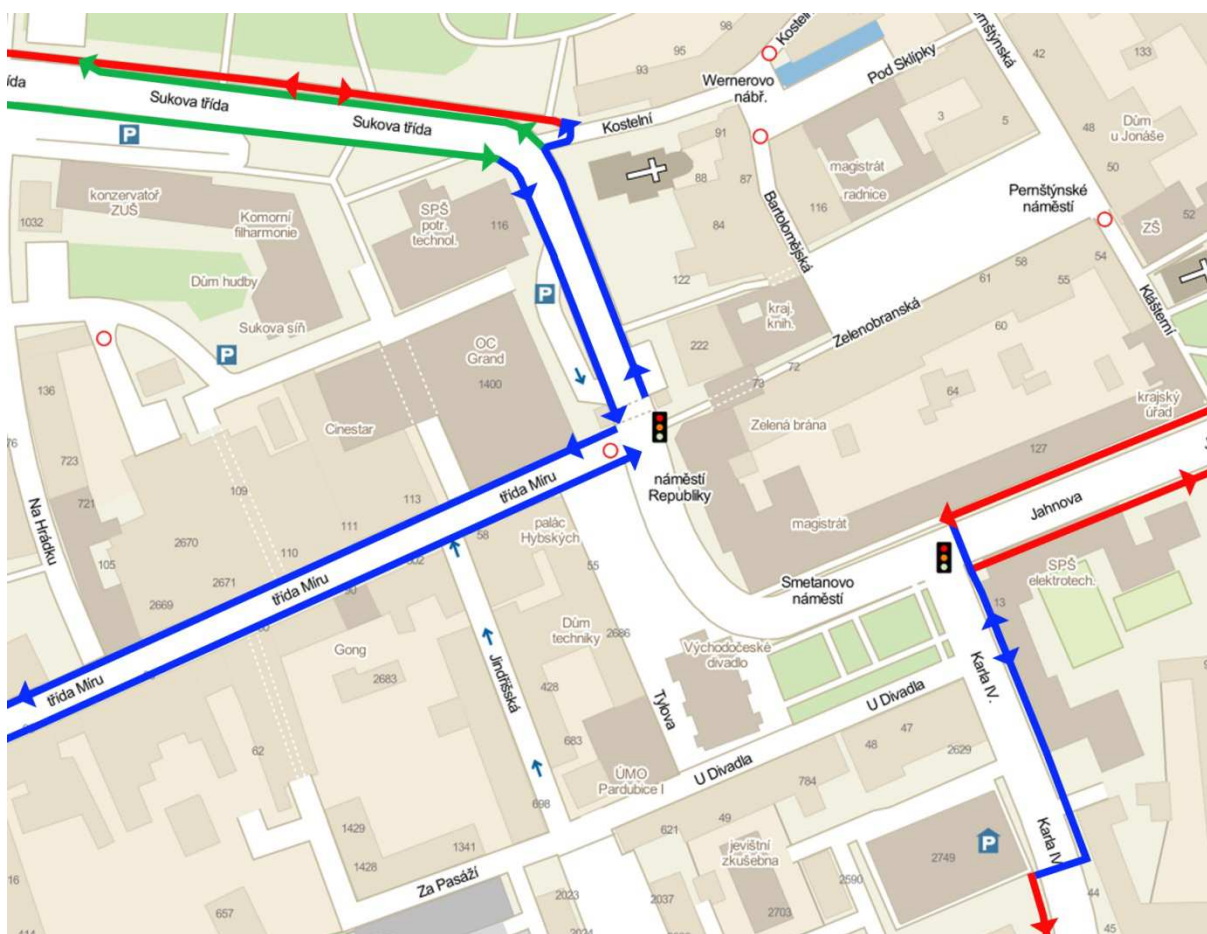 Kostelní
98
95
93
42
133
Pernštýnská
Pod Sklípky
Wernerovo
nábř.
třída
Sukova třída
Sukova třída
P
Kostelní
91
3
5
48
Dům
u Jonáše
50
magistrát
radnice
88
87
116
konzervatoř
ZUŠ
1032
Komorní
filharmonie
SPŠ
potr.
technol.
116
Pernštýnské
náměstí
52
ZŠ
54
84
Bartolomějská
58
61
55
Dům hudby
Sukova síň
P
122
kraj.
knih.
Klášterní
P
OC
Grand
1400
222
Zelenobranská
60
72
73
64
136
Cinestar
Zelená brána
krajský
úřad
76
723
721
109
113
111
110
127
náměstí
Republiky
třída Míru
magistrát
Jahnova
Na Hrádku
105
2670
2671
2669
palác
Hybských
58
55
SPŠ
elektrotech.
13
třída Míru
Smetanovo
náměstí
Gong
2683
Dům
techniky
2686
Východočeské
divadlo
Jindřišská
428
683
Tylova
Karla IV.
U Divadla
třída Míru
62
47
48
2629
U Divadla
ÚMO
Pardubice I
784
698
1429
1428
1341
621
49
jevištní
zkušebna
2749
P
Karla IV.
Za Pasáží
2590
44
45
657
2023
2037
2703